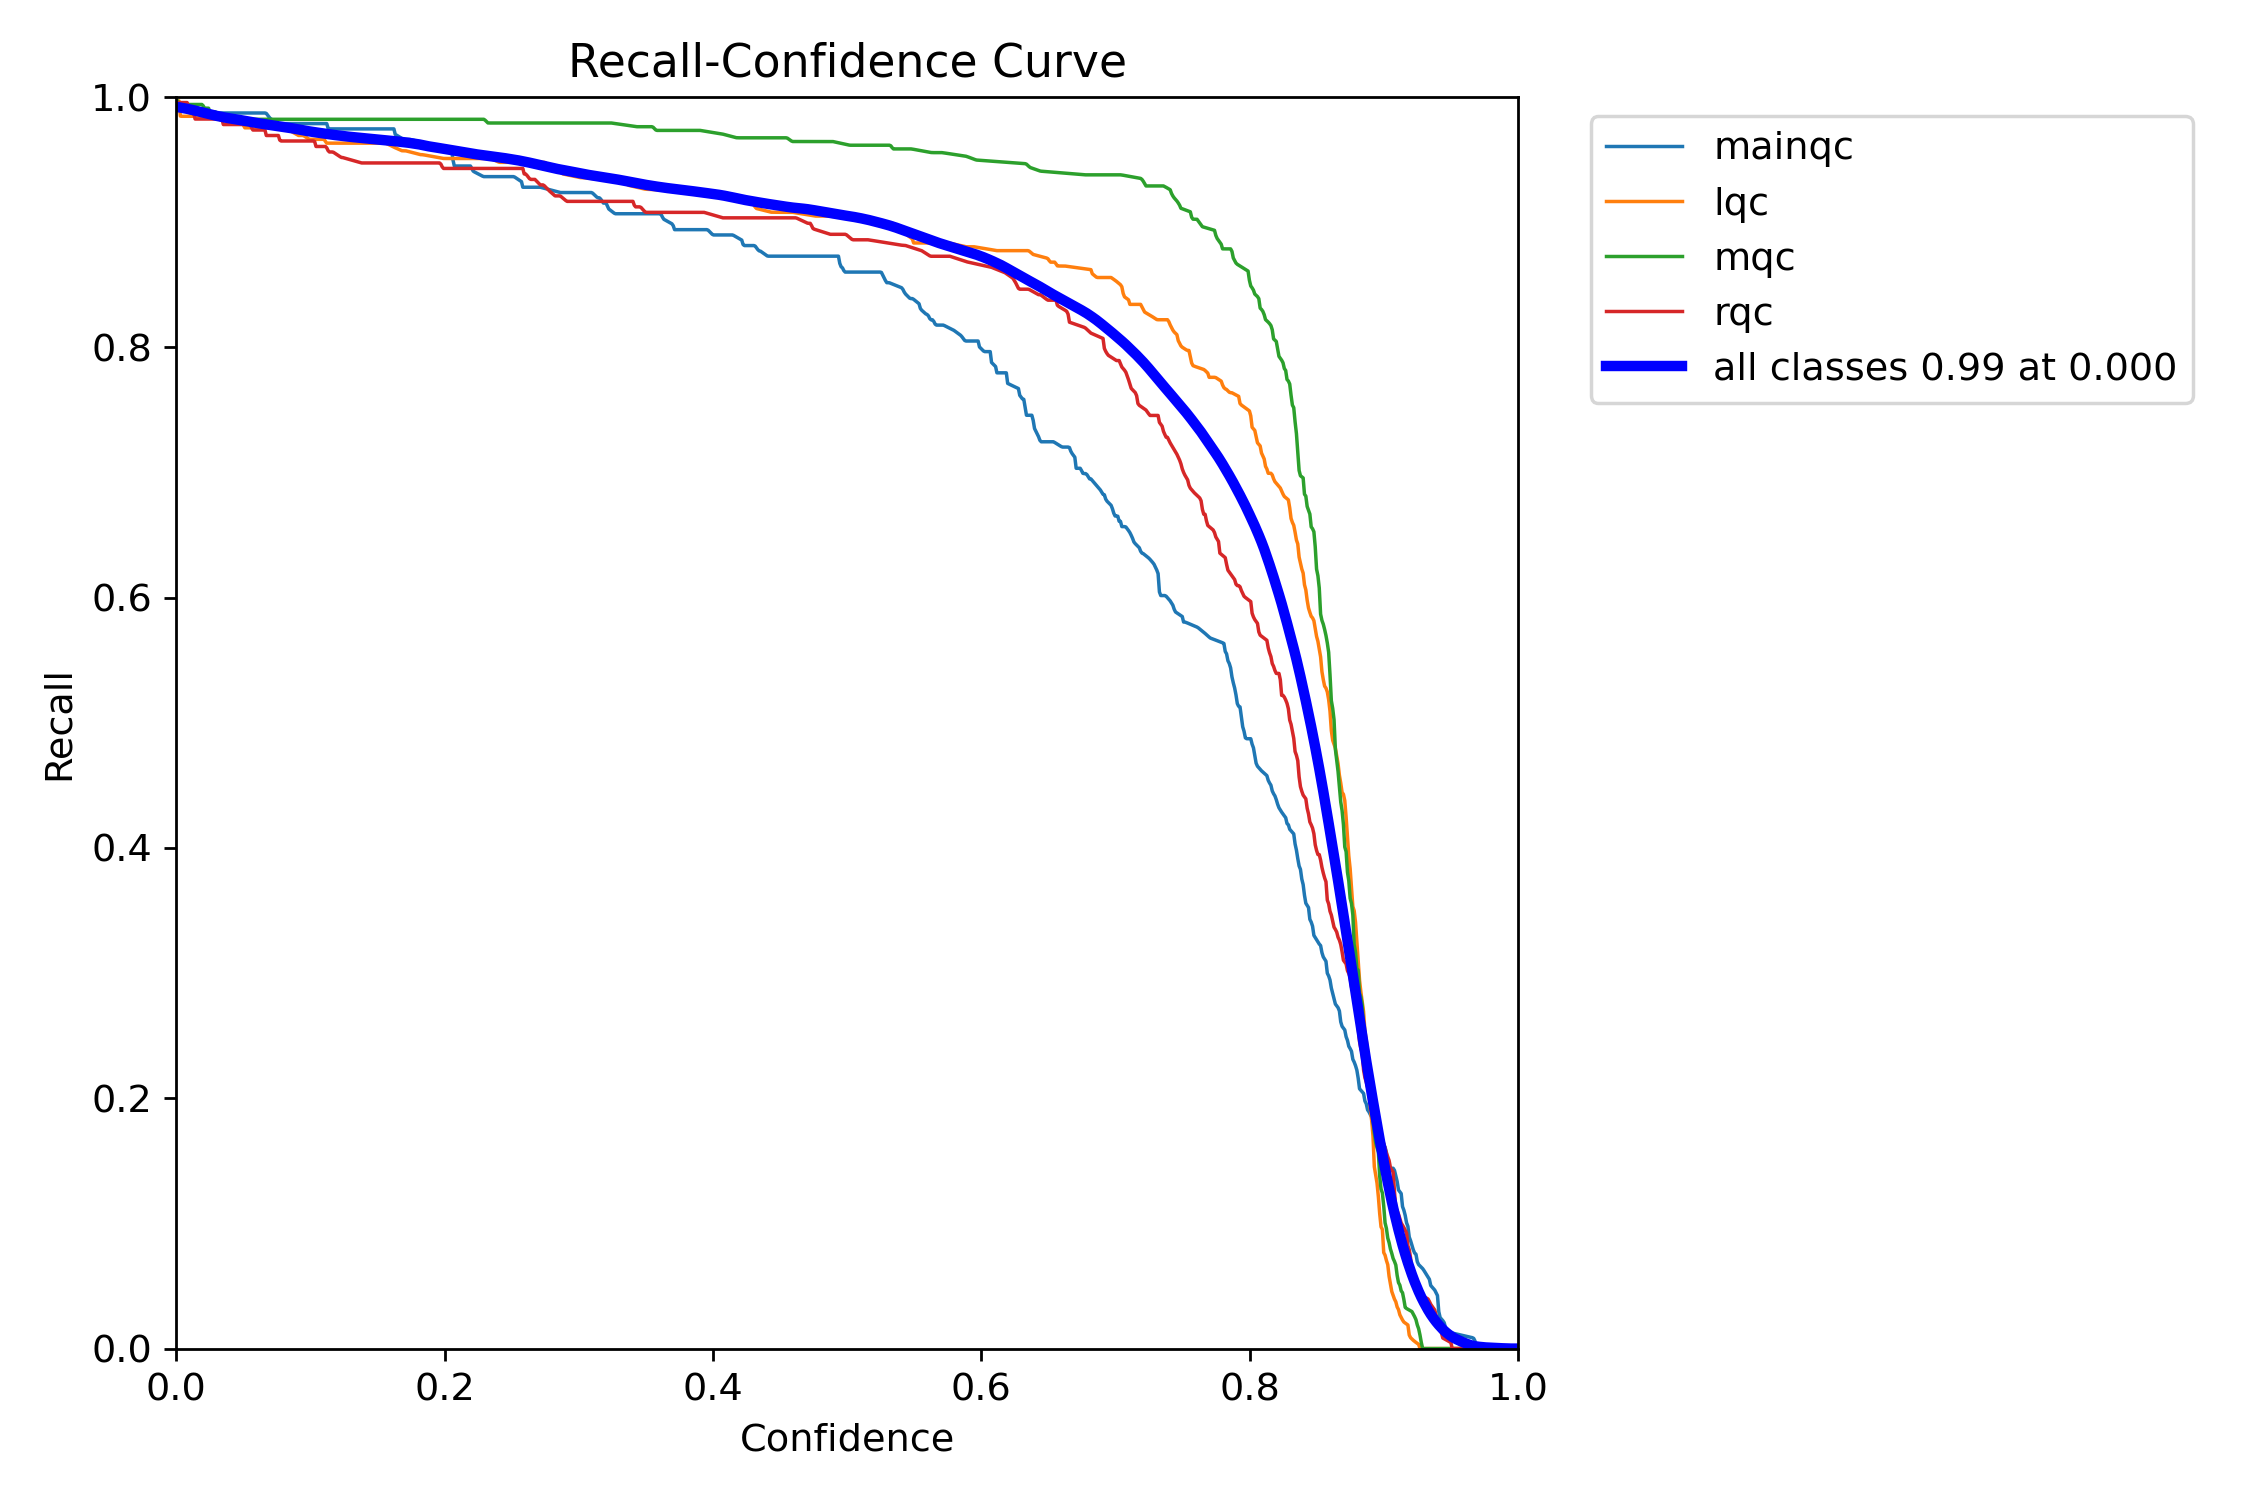 Recall-Confidence Curve
1.0
0.8
0.6
0.4
0.2
0.0
Recall
0.0 0.2 0.4 0.6 0.8 1.0
Confidence
mainqc
lqc
mqc
rqc
all classes 0.99 at 0.000